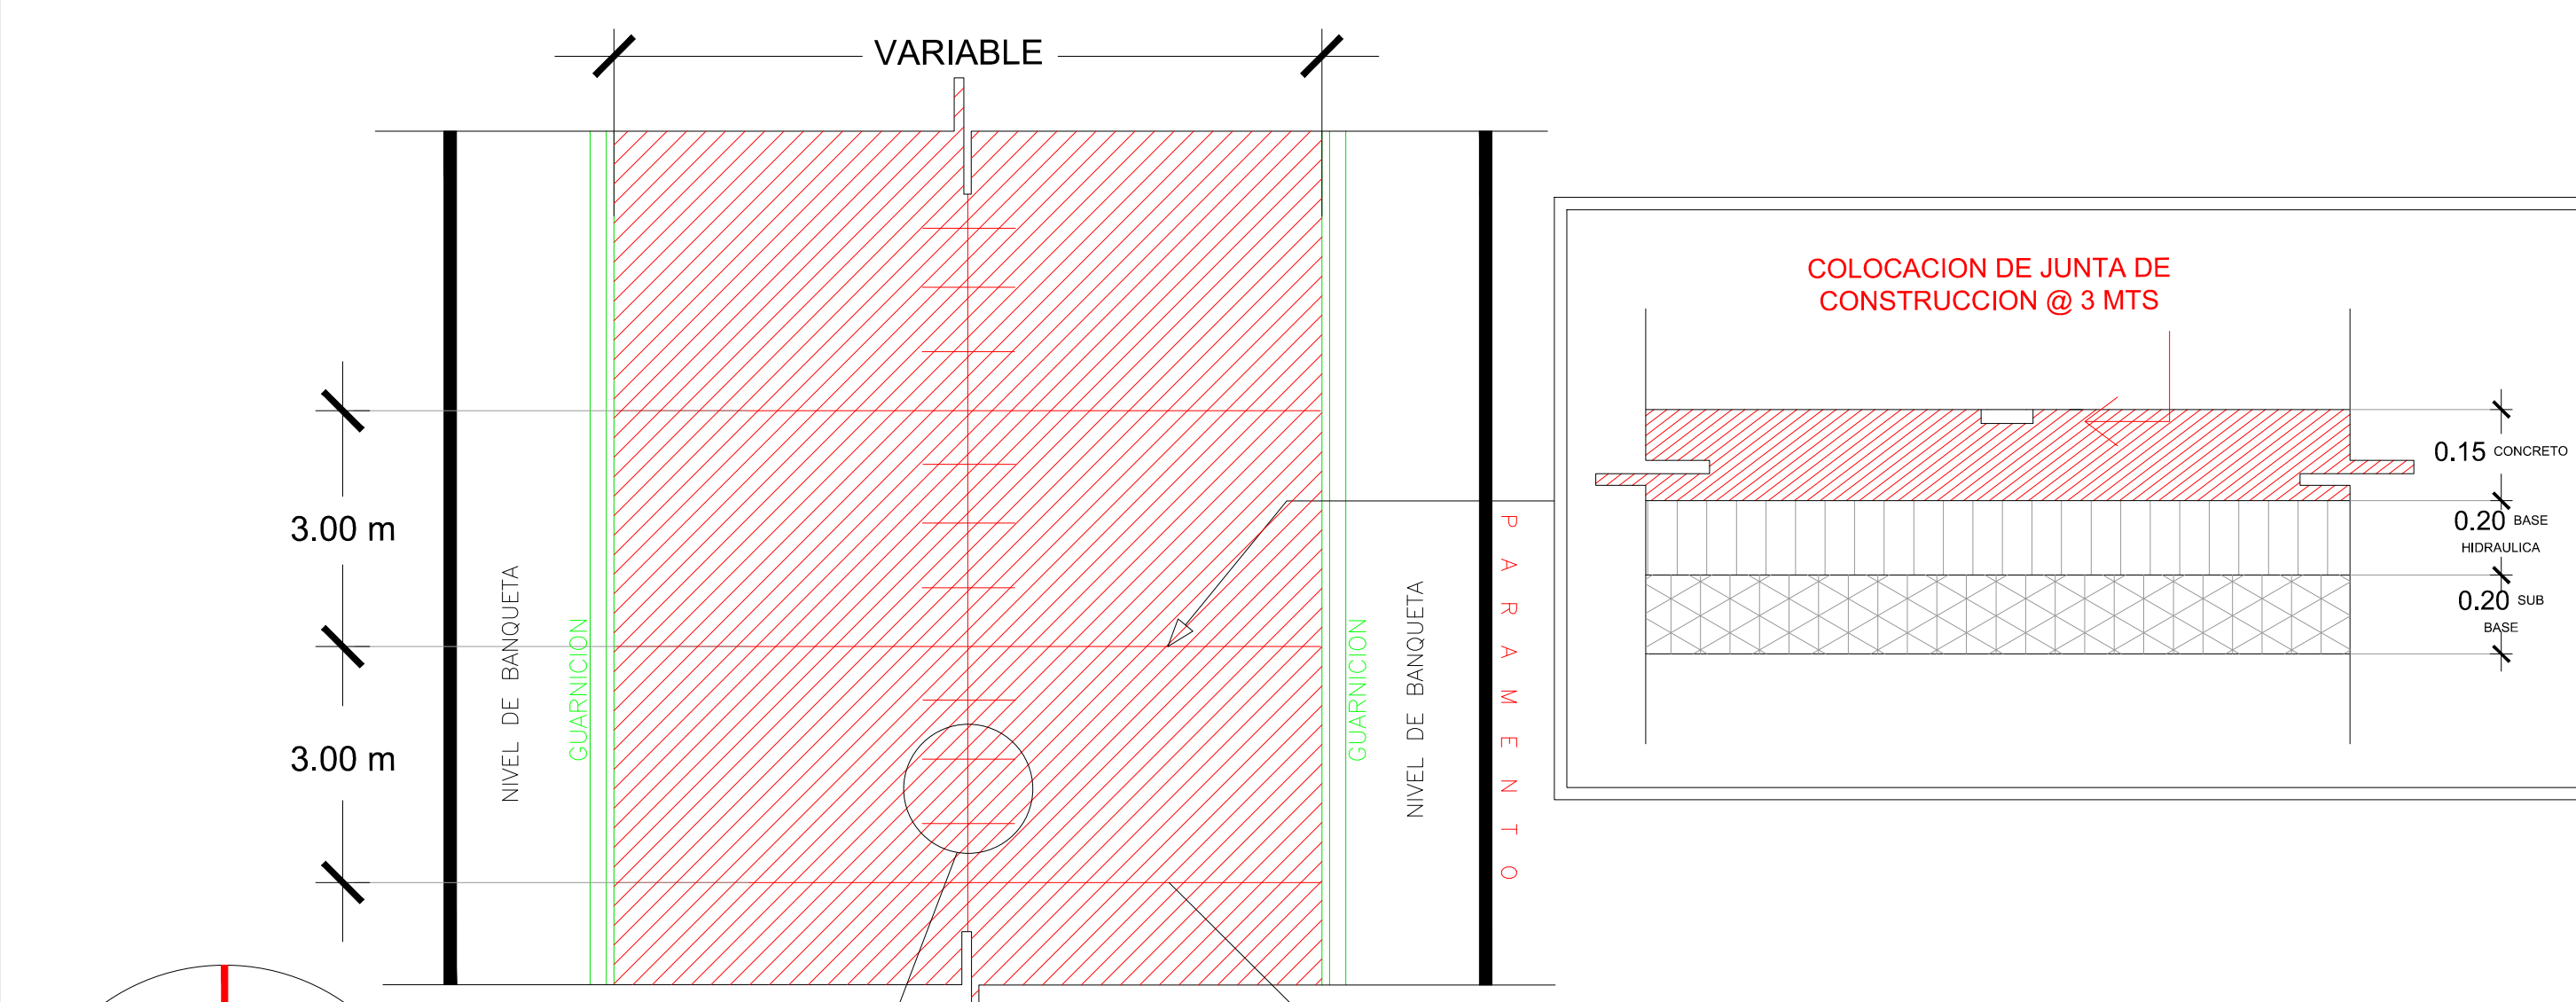 VARIABLE
3.00 m
3.00 m
NIVEL DE BANQUETA
GUARNICION
GUARNICION
NIVEL DE BANQUETA
PARAMENTO
COLOCACION DE JUNTA DE
CONSTRUCCION @ 3 MTS
0.15 CONCRETO
0.20 BASE
HIDRAULICA
0.20 SUB
BASE